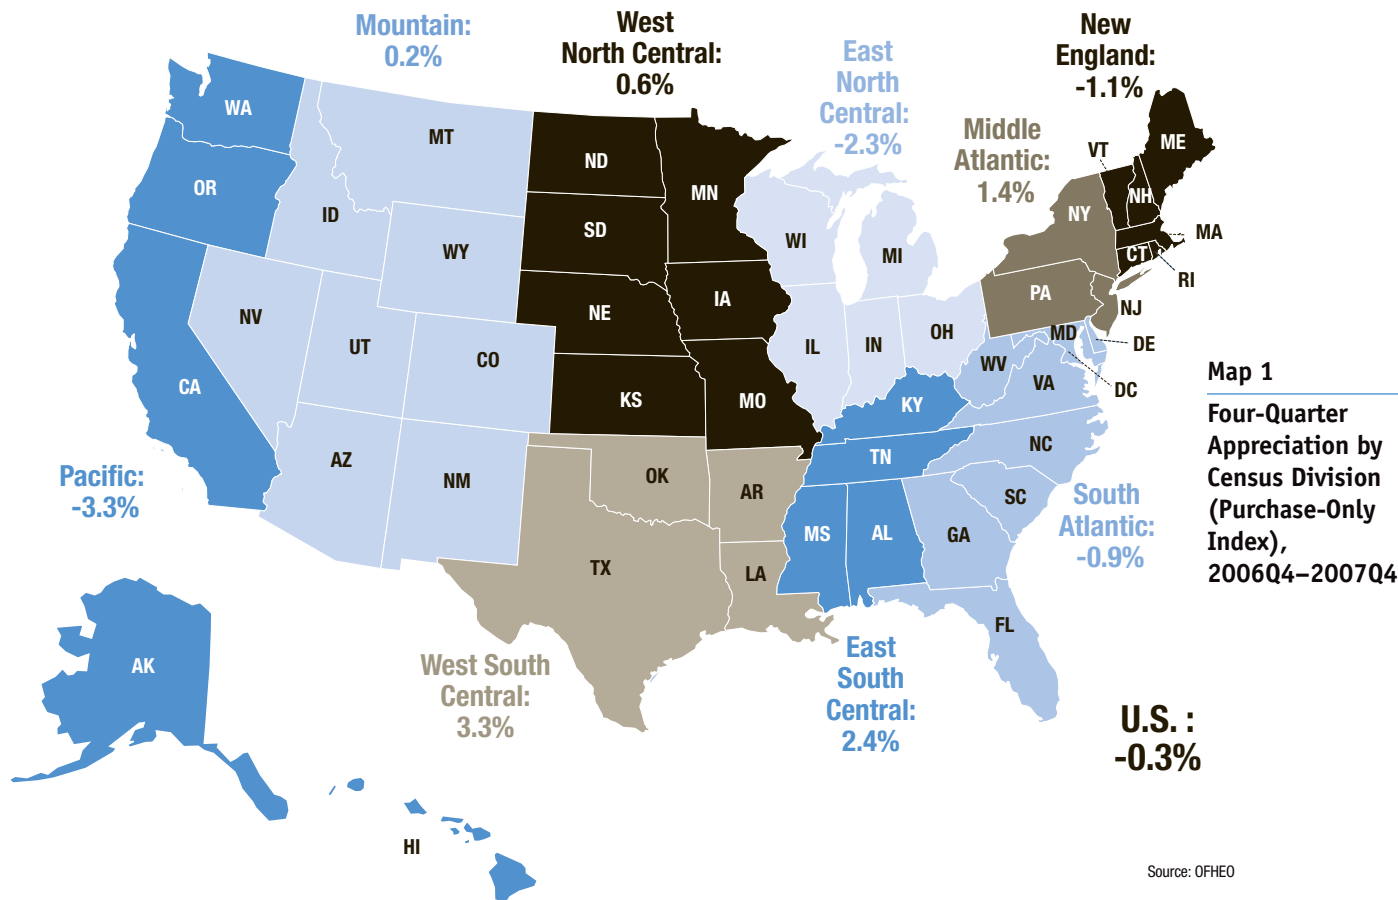 Mountain:
0.2%
West
North Central:
0.6%
East
North
Central:
-2.3%
New
England:
-1.1%
Middle
Atlantic:
1.4%
Pacific:
-3.3%
West South
Central:
3.3%
East
South
Central:
2.4%
South
Atlantic:
-0.9%
U.S. :
-0.3%
WA
OR
CA
AK
HI
MT
ID
WY
NV
UT
CO
AZ
NM
ND
SD
NE
KS
MN
IA
MO
WI
MI
IL
IN
OH
OK
AR
TX
LA
KY
TN
MS
AL
NY
PA
NJ
VT
NH
ME
MA
CT
RI
MD
DE
DC
WV
VA
NC
SC
GA
FL
Map 1
Four-Quarter
Appreciation by
Census Division
(Purchase-Only
Index),
2006Q4–2007Q4
Source: OFHEO